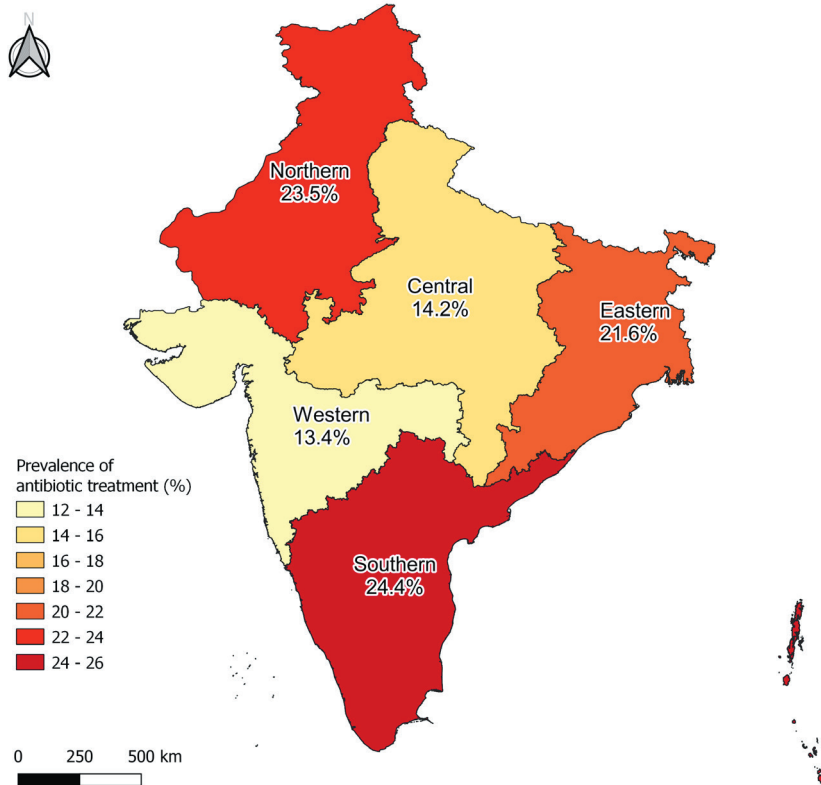 N
Northern
23.5%
Central
14.2%
Eastern
21.6%
Western
13.4%
Southern
24.4%
Prevalence of
antibiotic treatment (%)
12 - 14
14 - 16
16 - 18
18 - 20
20 - 22
22 - 24
24 - 26
0 250 500 km